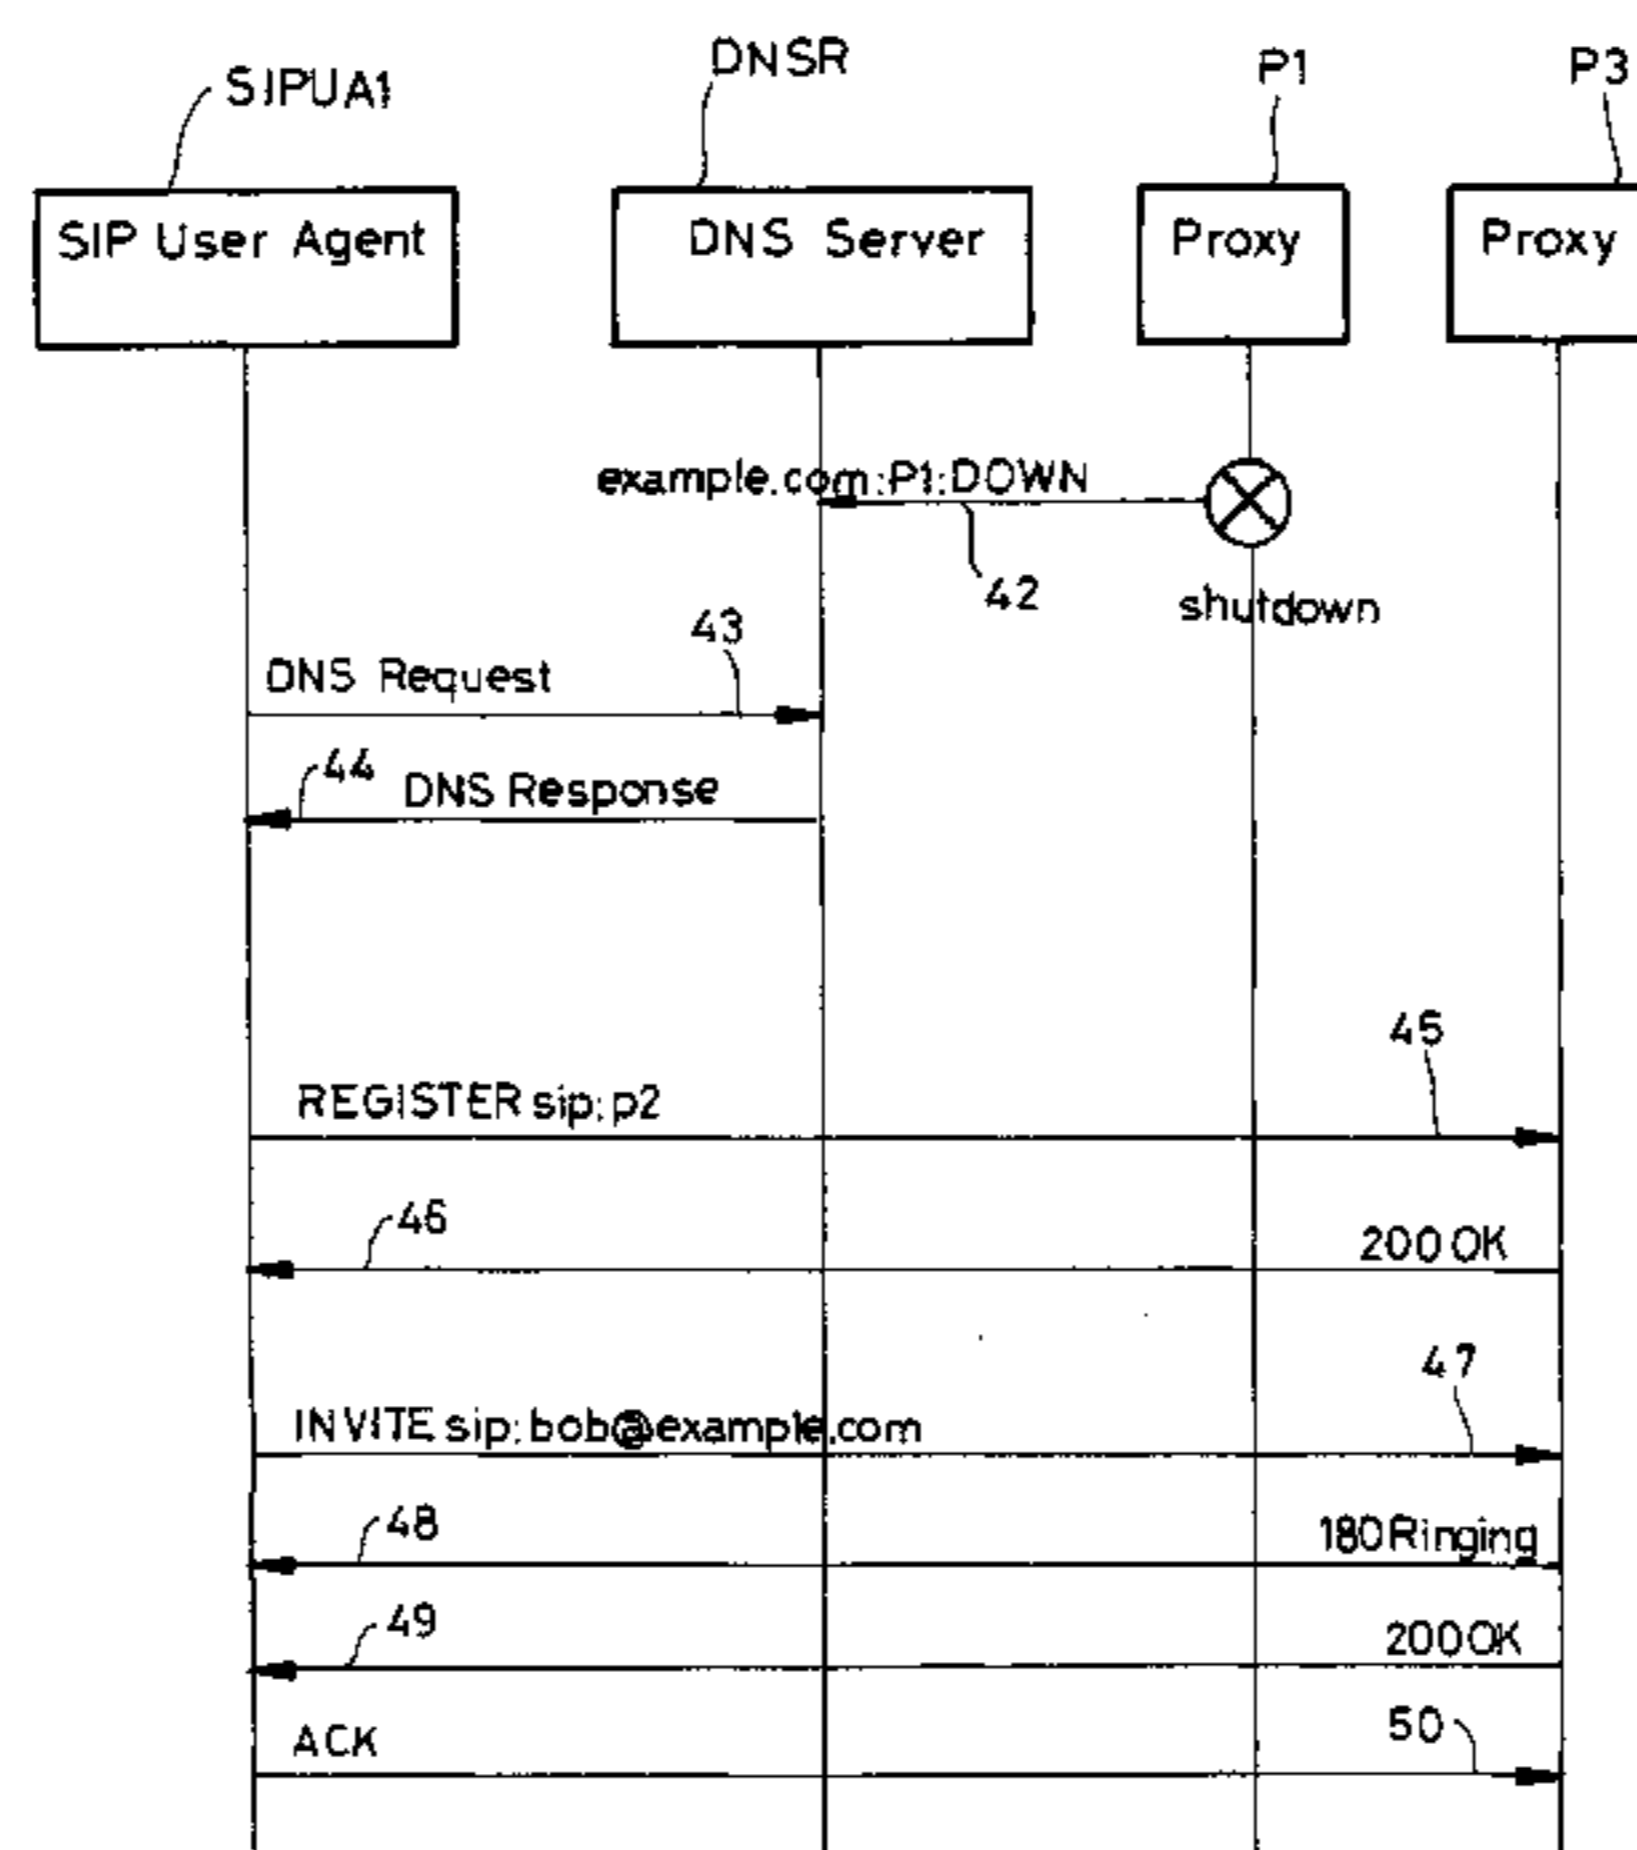 SIPUA1
DNSR
P1
P3
SIP User Agent
DNS Server
Proxy
Proxy
example.com:P1:DOWN
42
shutdown
43
DNS Request
44
DNS Response
45
REGISTER sip:p2
46
200 OK
47
INVITE sip:bob@example.com
48
180 Ringing
49
200 OK
50
ACK